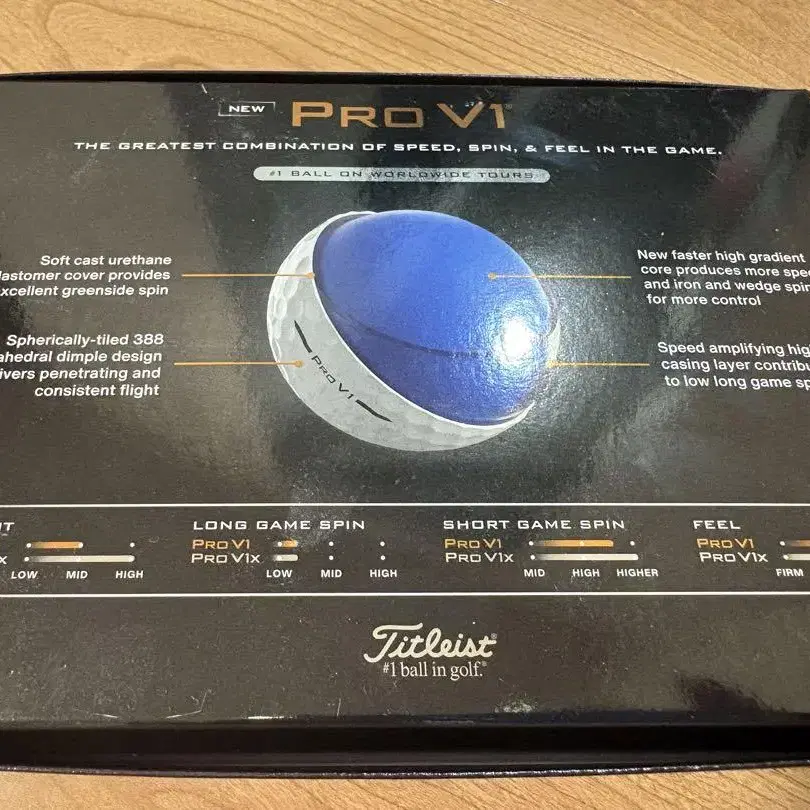 NEW PRO V1
THE GREATEST COMBINATION OF SPEED, SPIN, & FEEL IN THE GAME.
#1 BALL ON WORLDWIDE TOURS
Soft cast urethane
lastomer cover provides
xcellent greenside spin
Spherically-tiled 388
ahedral dimple design
ivers penetrating and
consistent flight
New faster high gradient
core produces more spee
and iron and wedge spin
for more control
Speed amplifying hig
casing layer contribu
to low long game sp
PRO V1
LONG GAME SPIN
PRO V1
PRO V1x
LOW MID HIGH
SHORT GAME SPIN
PRO V1
PRO V1x
MID HIGH HIGHER
FEEL
PRO V1
PRO V1x
FIRM
HT
x
LOW MID HIGH
Titleist®
#1 ball in golf.®